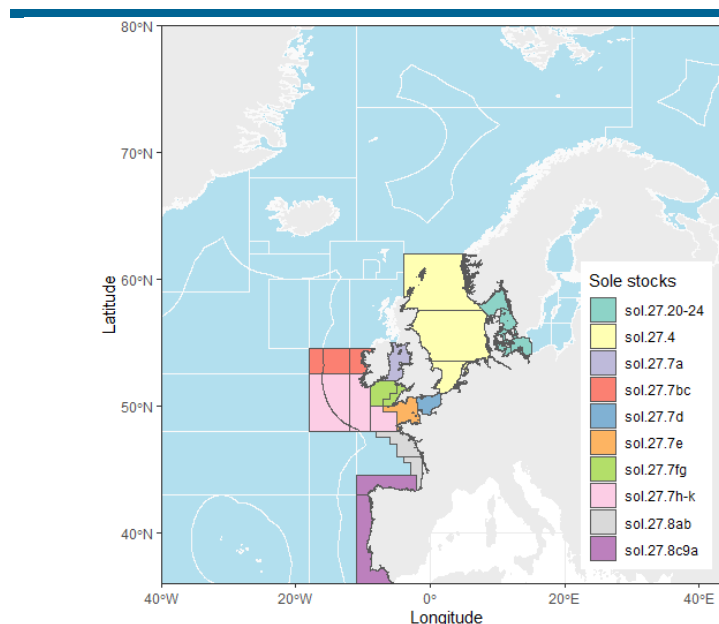 80°N
70°N
60°N
50°N
40°N
Latitude
40°W
20°W
0°
20°E
40°E
Longitude
Sole stocks
sol.27.20-24
sol.27.4
sol.27.7a
sol.27.7bc
sol.27.7d
sol.27.7e
sol.27.7fg
sol.27.7h-k
sol.27.8ab
sol.27.8c9a